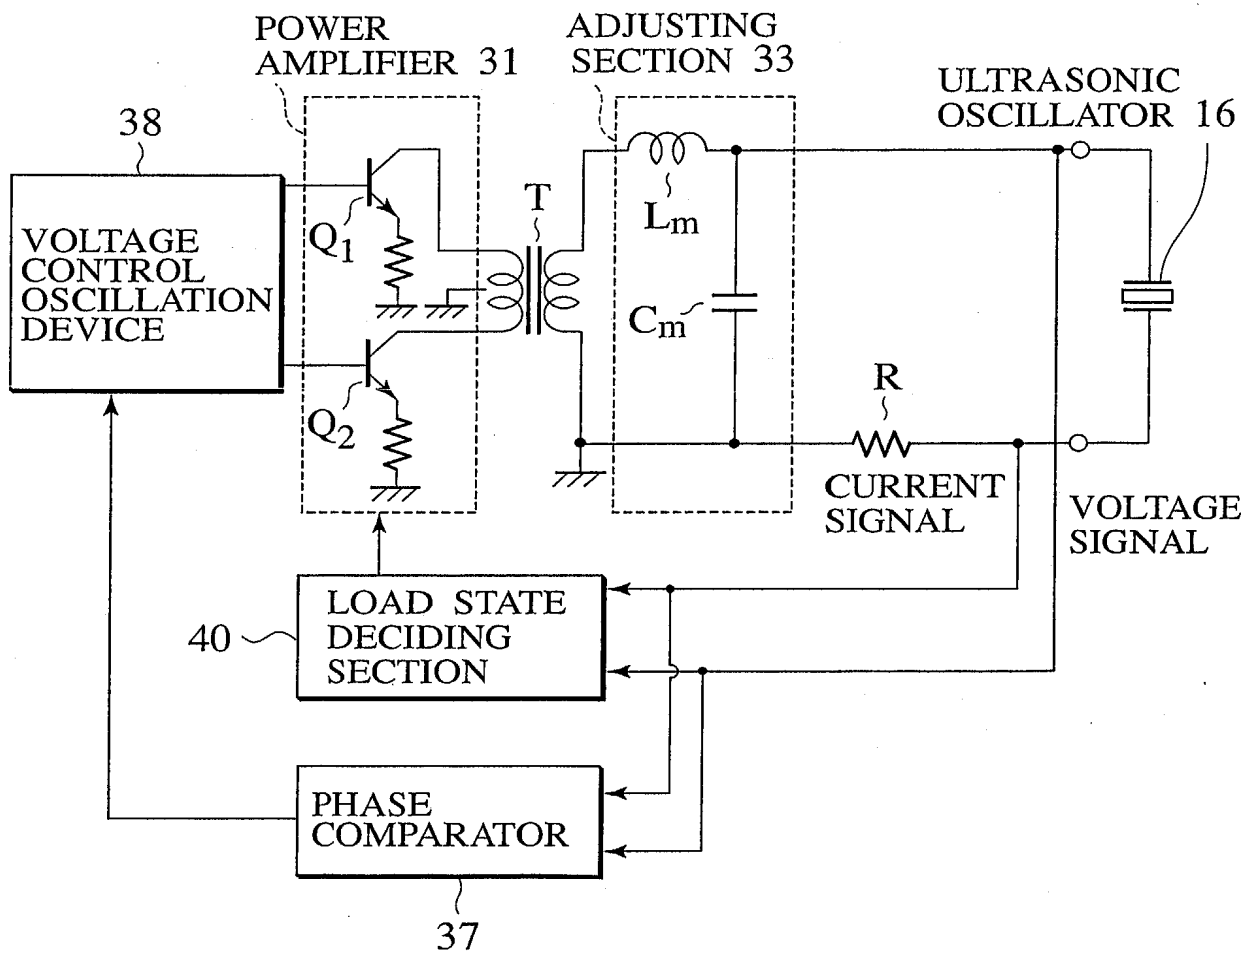 POWER
AMPLIFIER 31
ADJUSTING
SECTION 33
ULTRASONIC
OSCILLATOR 16
38
VOLTAGE
CONTROL
OSCILLATION
DEVICE
Q1
Q2
T
Lm
Cm
R
CURRENT
SIGNAL
VOLTAGE
SIGNAL
40
LOAD STATE
DECIDING
SECTION
PHASE
COMPARATOR
37